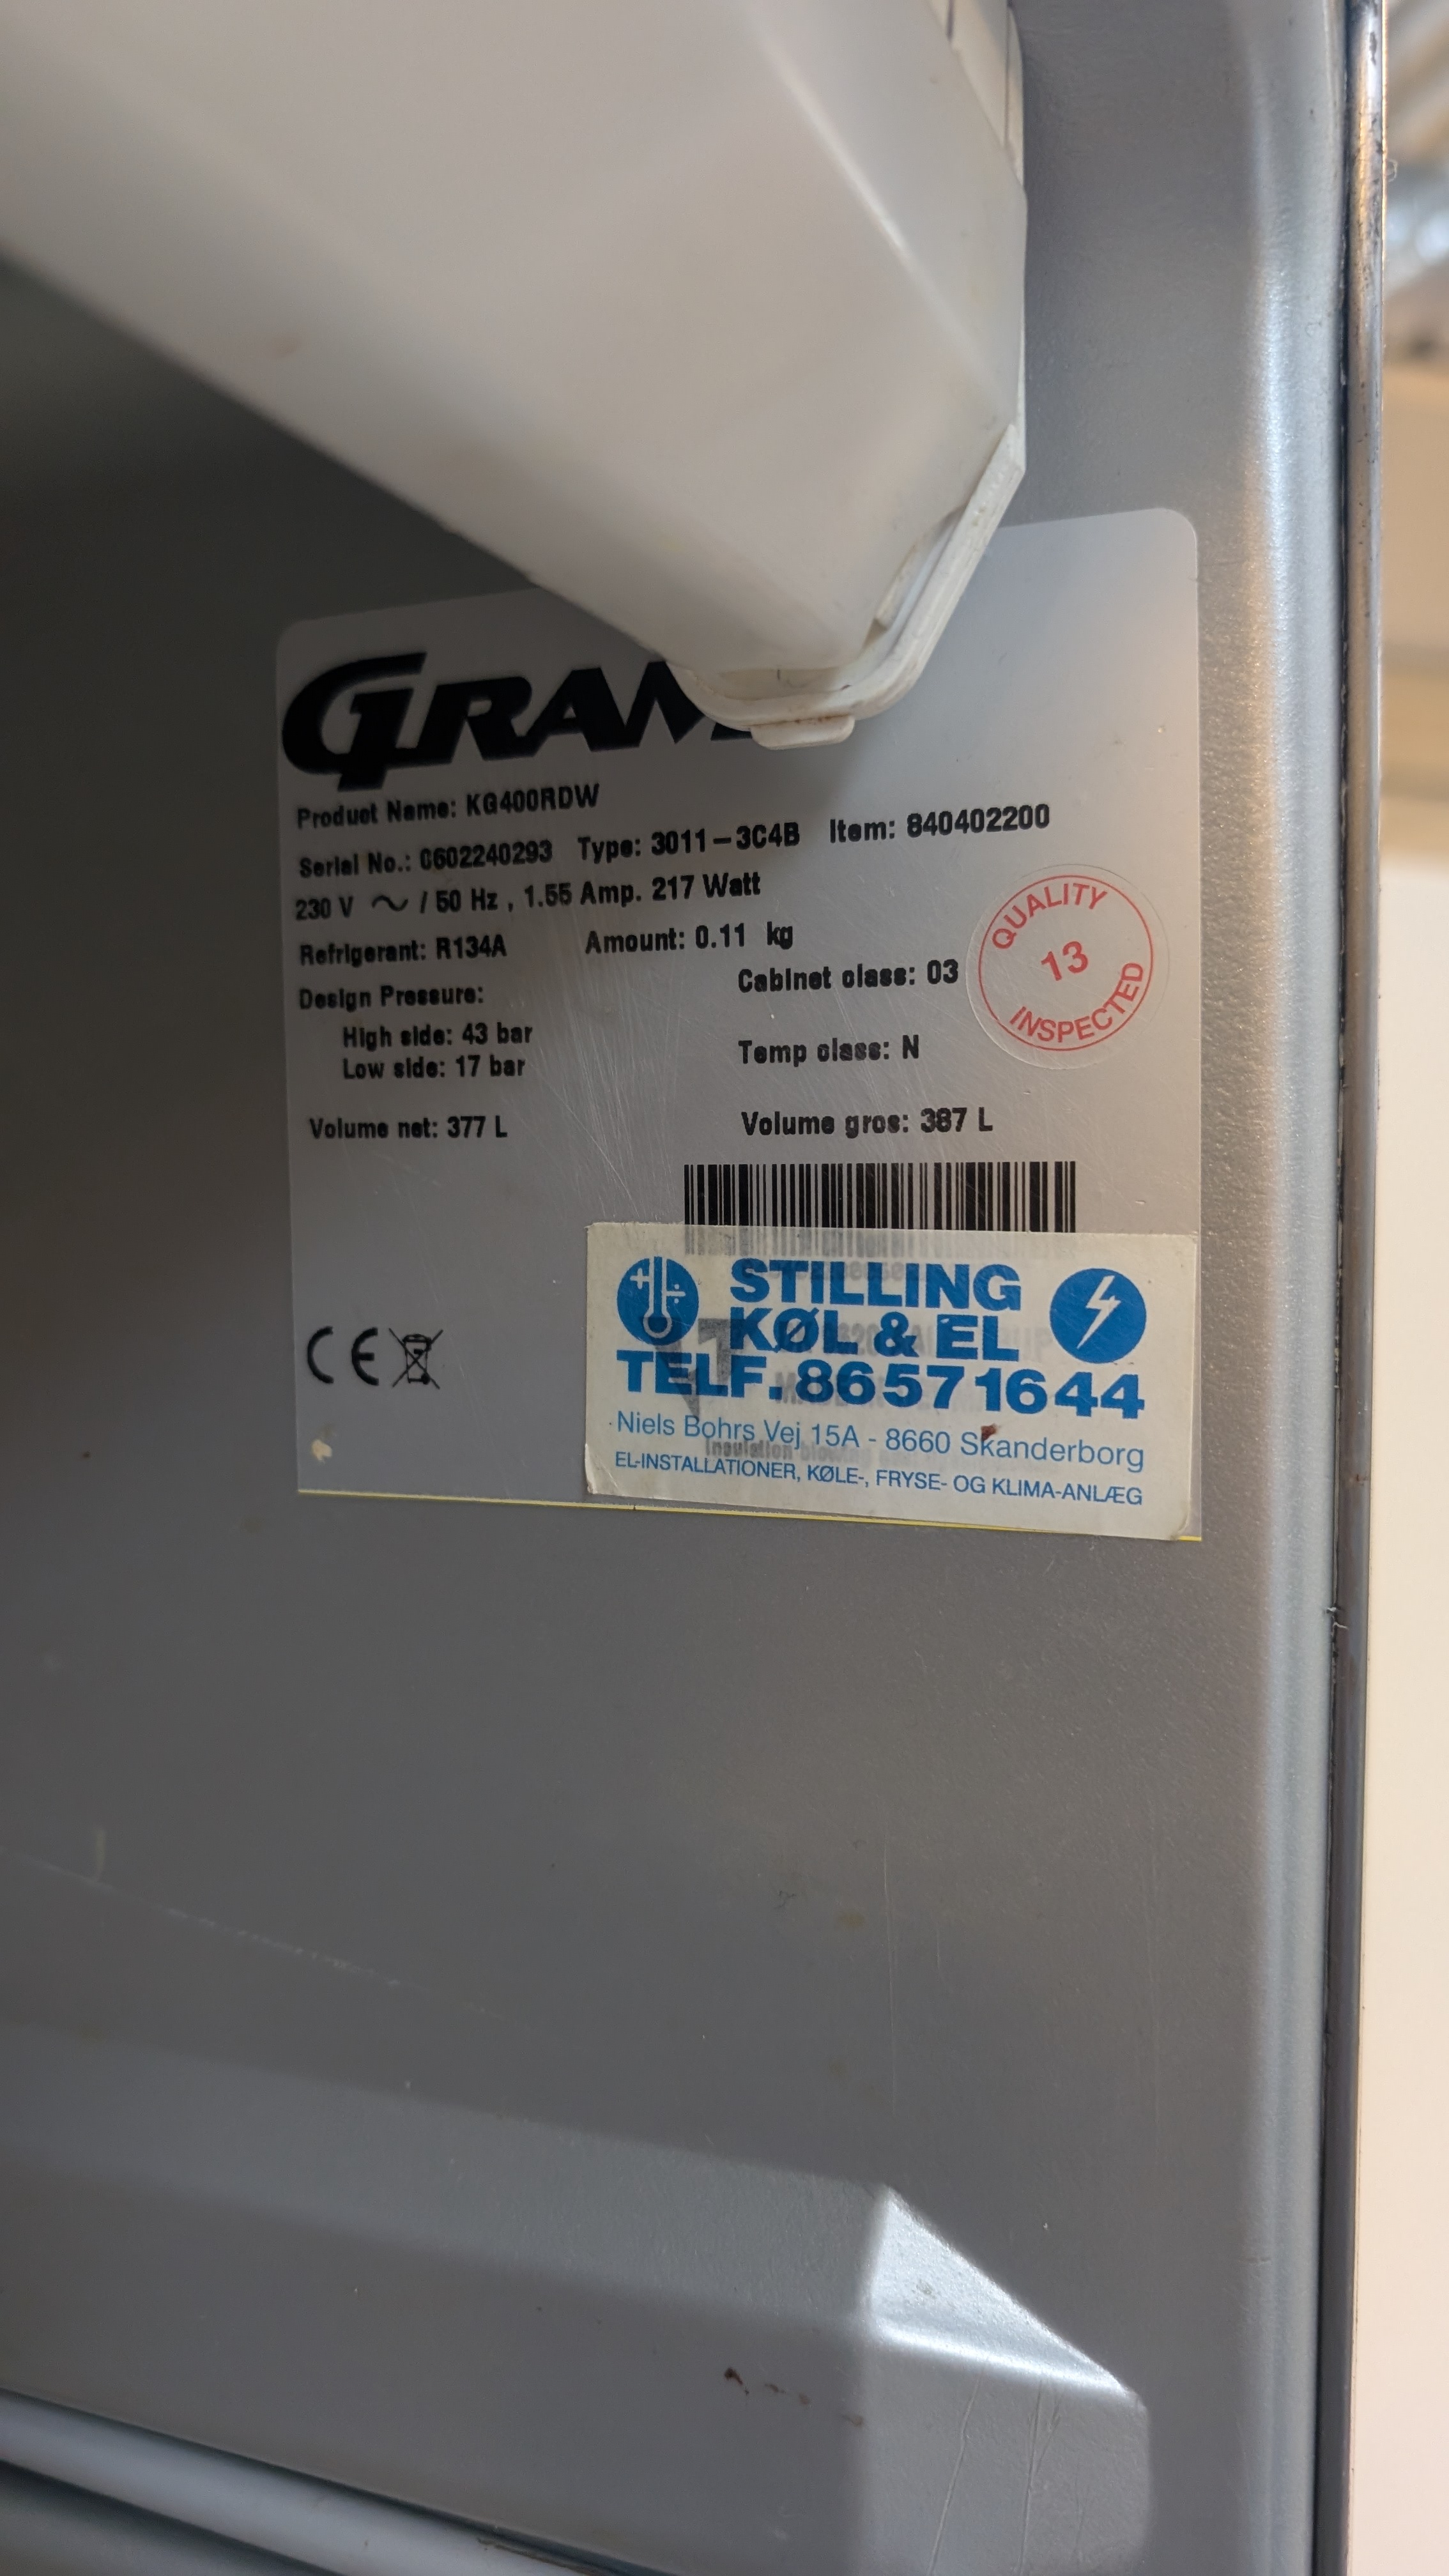 GRAM
Product Name: KG400RDW
Serial No.: 0602240293 Type: 3011-3C4B Item: 840402200
230 V ~ / 50 Hz , 1.55 Amp. 217 Watt
Refrigerant: R134A Amount: 0.11 kg
Design Pressure: Cabinet class: 03
High side: 43 bar
Low side: 17 bar Temp class: N
Volume net: 377 L Volume gros: 387 L
QUALITY
13
INSPECTED
CE
STILLING
KØL & EL
TELF. 86571644
Niels Bohrs Vej 15A - 8660 Skanderborg
EL-INSTALLATIONER, KØLE-, FRYSE- OG KLIMA-ANLÆG